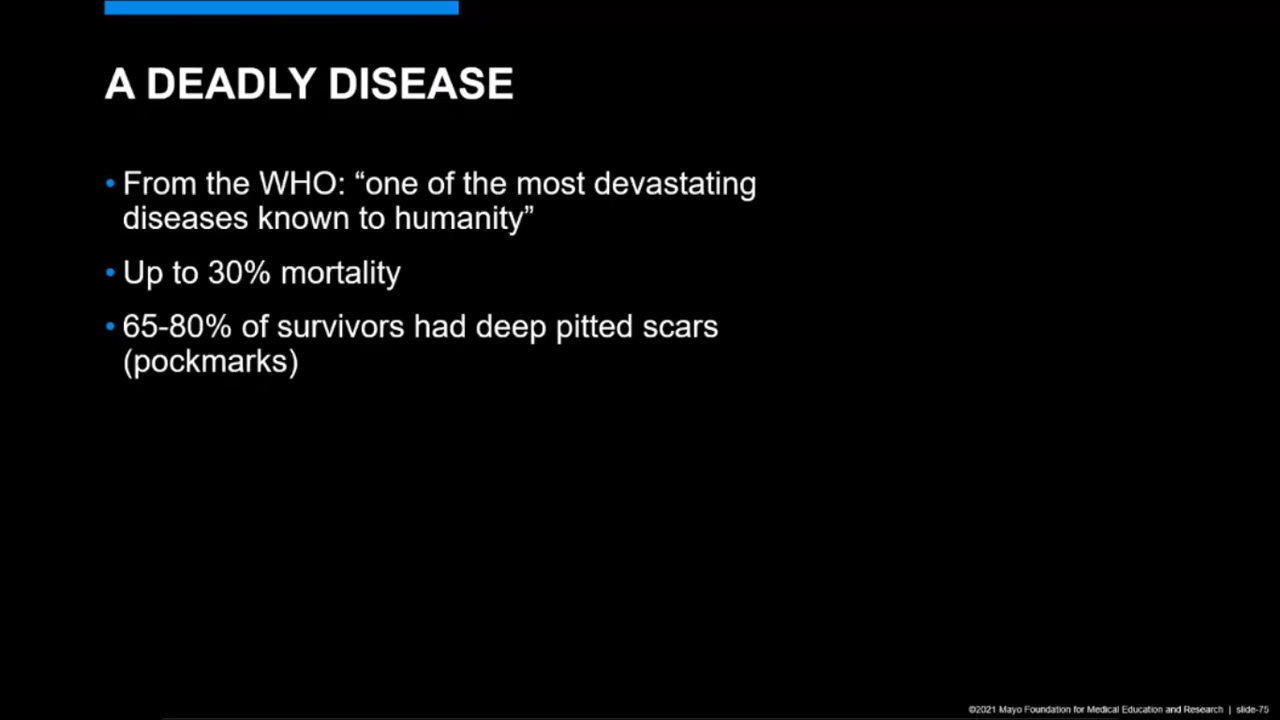 A DEADLY DISEASE
• From the WHO: “one of the most devastating
diseases known to humanity”
• Up to 30% mortality
• 65-80% of survivors had deep pitted scars
(pockmarks)
©2021 Mayo Foundation for Medical Education and Research | slide-75